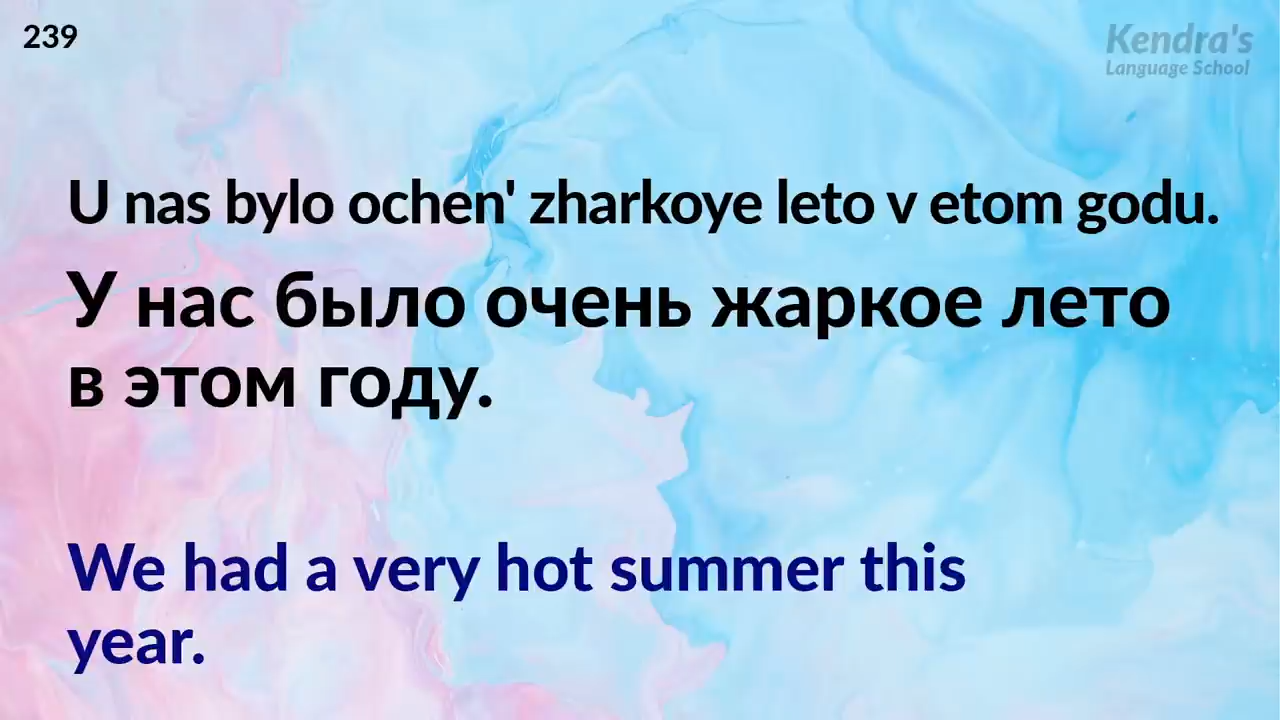 239
Kendra's
Language School
U nas bylo ochen' zharkoye leto v etom godu.
У нас было очень жаркое лето
в этом году.
We had a very hot summer this
year.